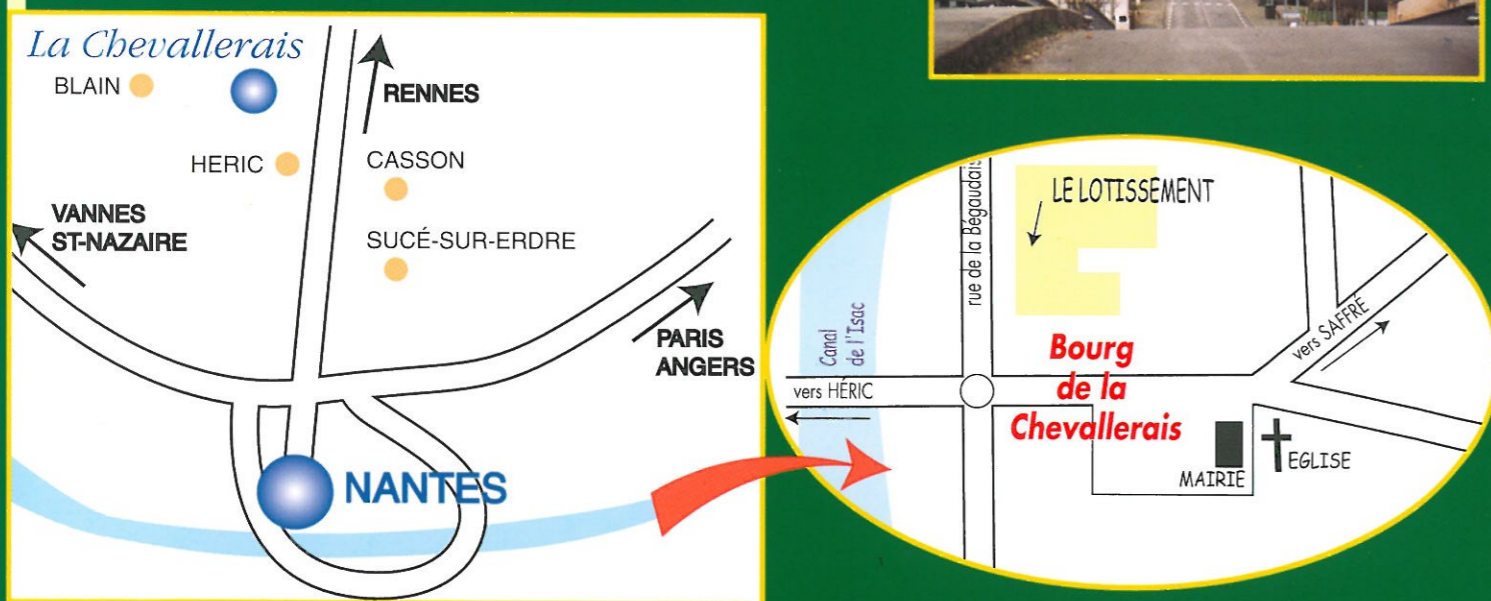 La Chevallerais
BLAIN
RENNES
HERIC
CASSON
VANNES
ST-NAZAIRE
SUCÉ-SUR-ERDRE
PARIS
ANGERS
NANTES
rue de la Bégaudais
LE LOTISSEMENT
Canal
de l'Isac
vers SAFFRÉ
vers HÉRIC
Bourg
de la
Chevallerais
MAIRIE
EGLISE